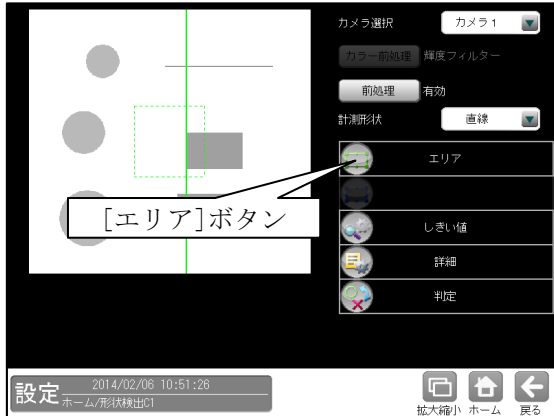 カメラ選択 カメラ1
カラー前処理 輝度フィルター
前処理 有効
計測形状 直線
エリア
[エリア]ボタン
しきい値
詳細
判定
設定 2014/02/06 10:51:26
ホーム/形状検出C1
拡大縮小 ホーム 戻る